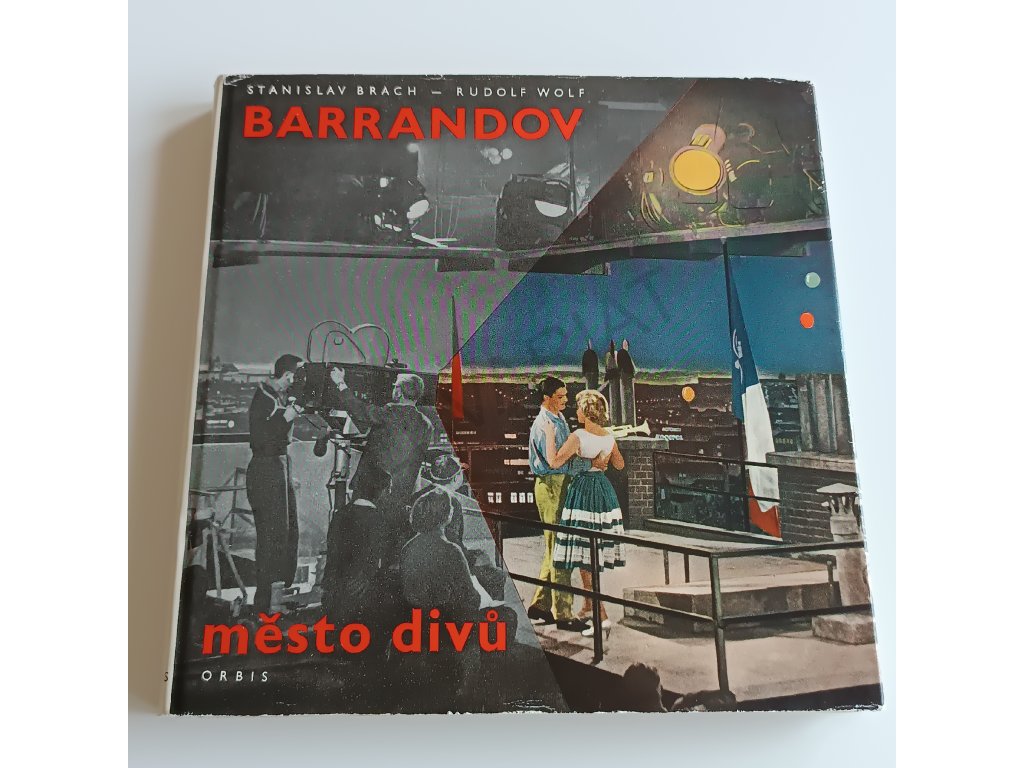 STANISLAV BRACH – RUDOLF WOLF
BARRANDOV
město divů
ORBIS